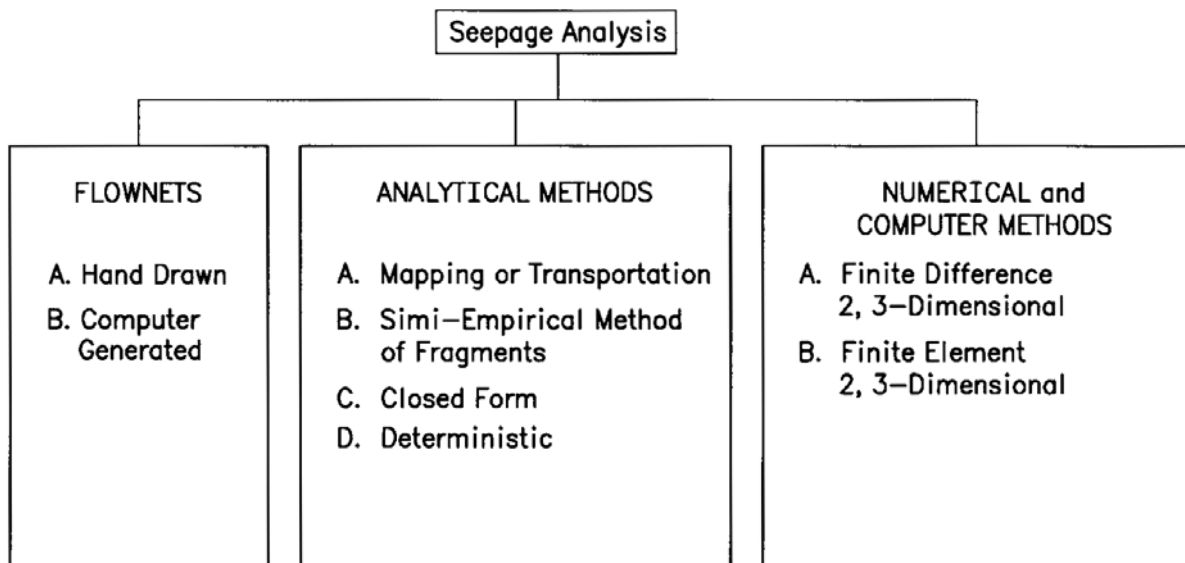 Seepage Analysis
FLOWNETS
A. Hand Drawn
B. Computer
Generated
ANALYTICAL METHODS
A. Mapping or Transportation
B. Simi-Empirical Method
of Fragments
C. Closed Form
D. Deterministic
NUMERICAL and
COMPUTER METHODS
A. Finite Difference
2, 3-Dimensional
B. Finite Element
2, 3-Dimensional